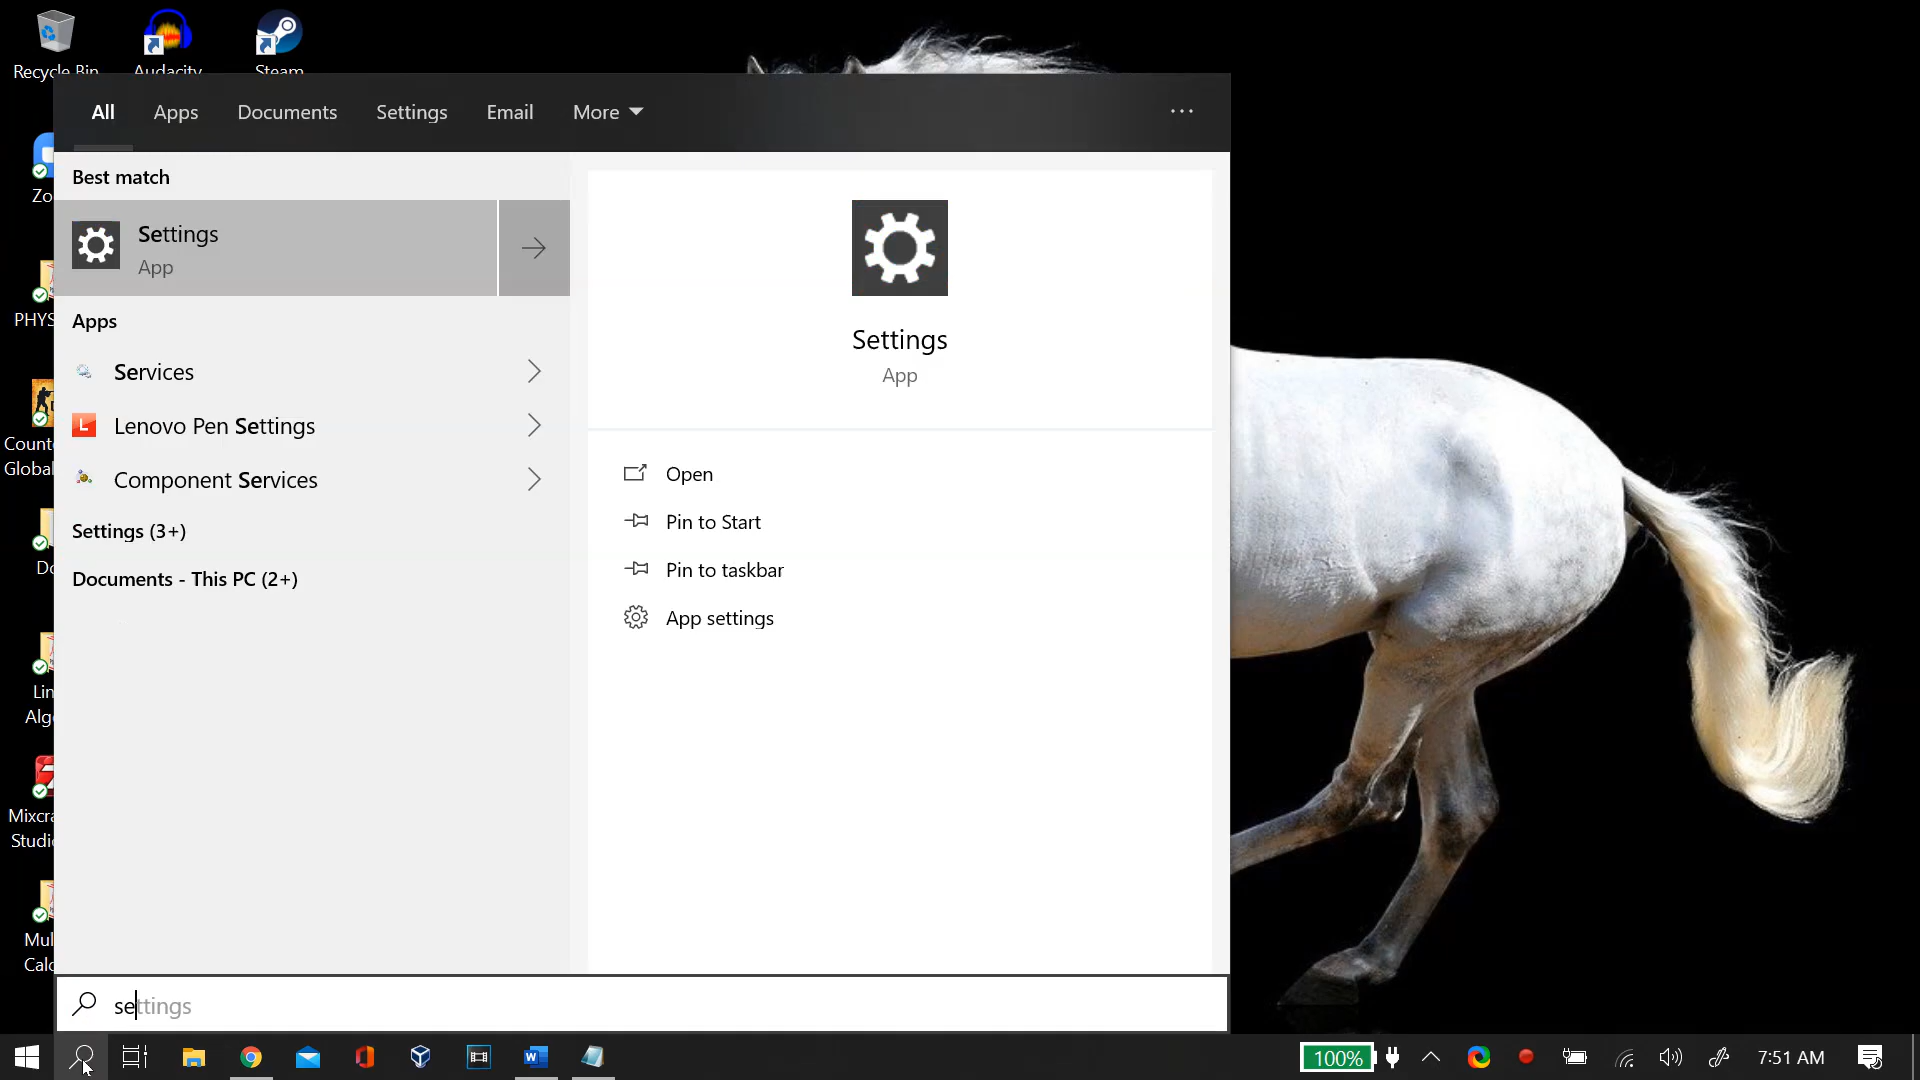 Recycle Bin
Audacity
Steam
All Apps Documents Settings Email More
Best match
Settings
App
Apps
Services
Lenovo Pen Settings
Component Services
Settings (3+)
Documents - This PC (2+)
Settings
App
Open
Pin to Start
Pin to taskbar
App settings
Zo
PHYS
Count
Global
Do
Lin
Alg
Mixcra
Studi
Mul
Calc
settings
100%
7:51 AM